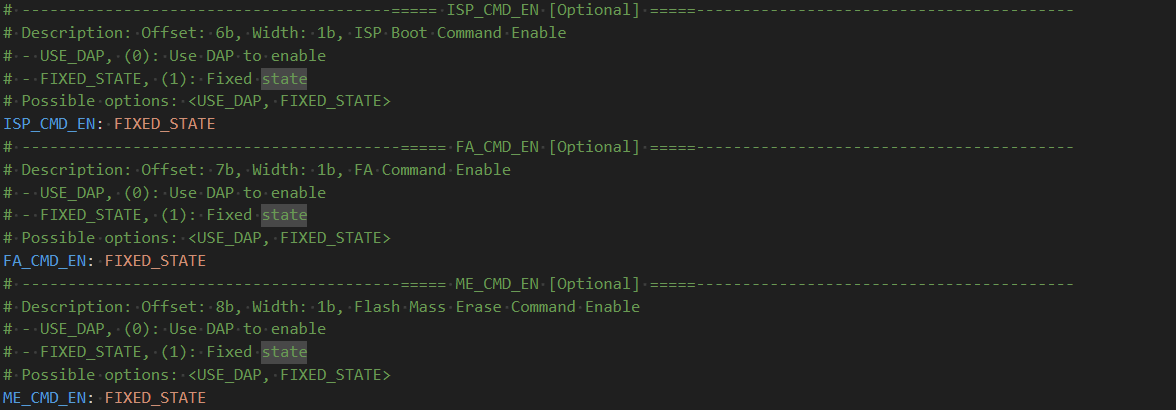 # -----------------------------------------===== ISP_CMD_EN [Optional] =====-----------------------------------------
# Description: Offset: 6b, Width: 1b, ISP Boot Command Enable
# - USE_DAP, (0): Use DAP to enable
# - FIXED_STATE, (1): Fixed state
# Possible options: <USE_DAP, FIXED_STATE>
ISP_CMD_EN: FIXED_STATE
# -----------------------------------------===== FA_CMD_EN [Optional] =====-----------------------------------------
# Description: Offset: 7b, Width: 1b, FA Command Enable
# - USE_DAP, (0): Use DAP to enable
# - FIXED_STATE, (1): Fixed state
# Possible options: <USE_DAP, FIXED_STATE>
FA_CMD_EN: FIXED_STATE
# -----------------------------------------===== ME_CMD_EN [Optional] =====-----------------------------------------
# Description: Offset: 8b, Width: 1b, Flash Mass Erase Command Enable
# - USE_DAP, (0): Use DAP to enable
# - FIXED_STATE, (1): Fixed state
# Possible options: <USE_DAP, FIXED_STATE>
ME_CMD_EN: FIXED_STATE